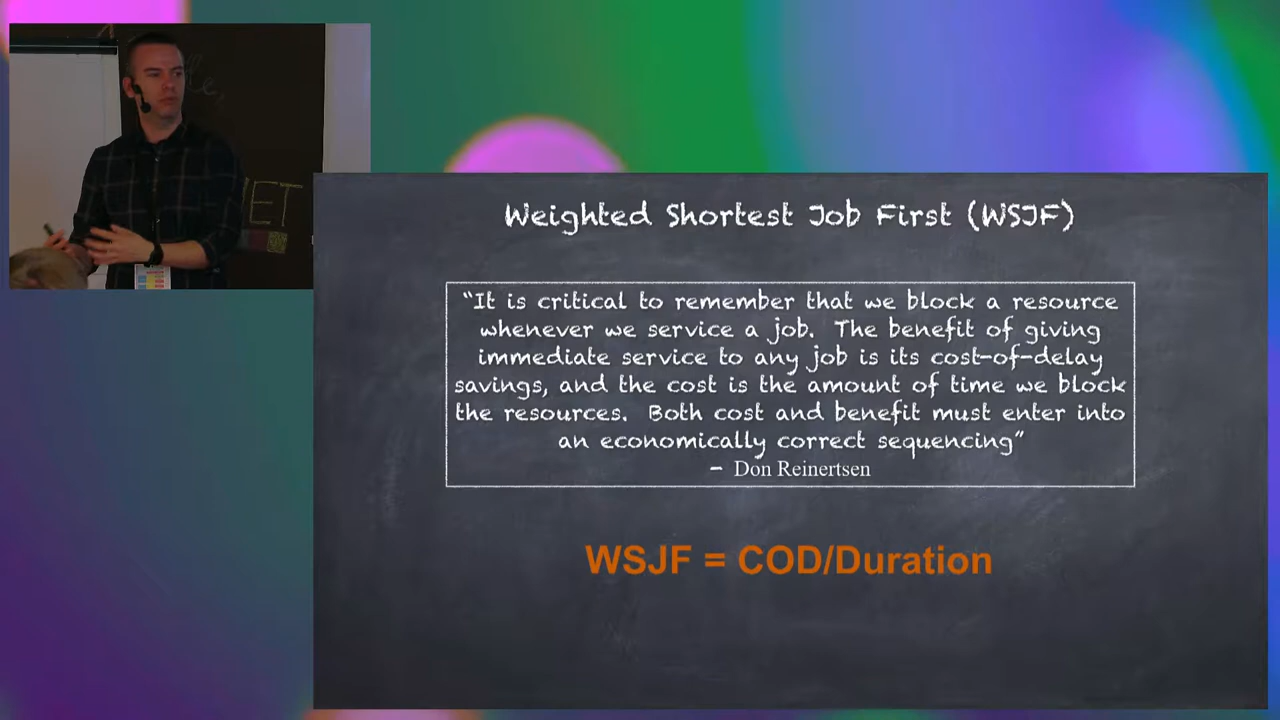 Weighted Shortest Job First (WSJF)
“It is critical to remember that we block a resource
whenever we service a job. The benefit of giving
immediate service to any job is its cost-of-delay
savings, and the cost is the amount of time we block
the resources. Both cost and benefit must enter into
an economically correct sequencing”
– Don Reinertsen
WSJF = COD/Duration